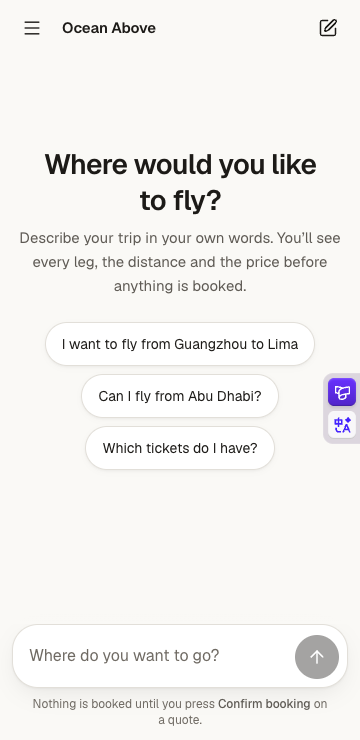 Ocean Above
Where would you like
to fly?
Describe your trip in your own words. You’ll see
every leg, the distance and the price before
anything is booked.
I want to fly from Guangzhou to Lima
Can I fly from Abu Dhabi?
Which tickets do I have?
中A
Where do you want to go?
Nothing is booked until you press Confirm booking on
a quote.